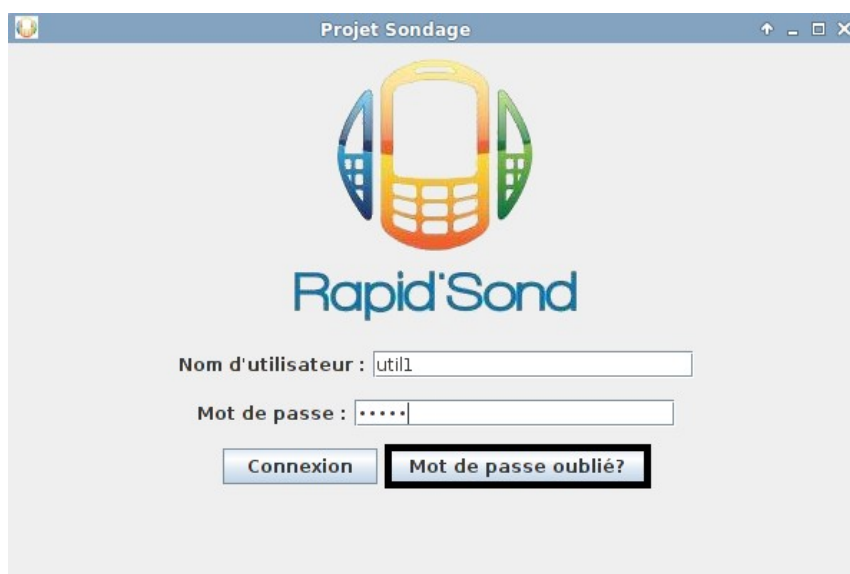 Projet Sondage
Rapid'Sond
Nom d'utilisateur : util1
Mot de passe : •••••
Connexion Mot de passe oublié?